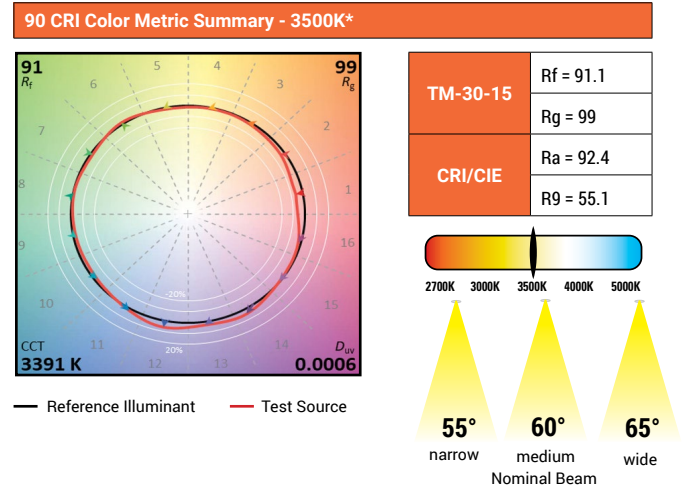 90 CRI Color Metric Summary - 3500K*
91
Rf
99
Rg
5
4
6
3
7
2
8
1
9
16
10
15
11
14
12
13
-20%
20%
CCT
3391 K
Duv
0.0006
Reference Illuminant
Test Source
TM-30-15
Rf = 91.1
Rg = 99
CRI/CIE
Ra = 92.4
R9 = 55.1
2700K 3000K 3500K 4000K 5000K
55° 60° 65°
narrow medium wide
Nominal Beam